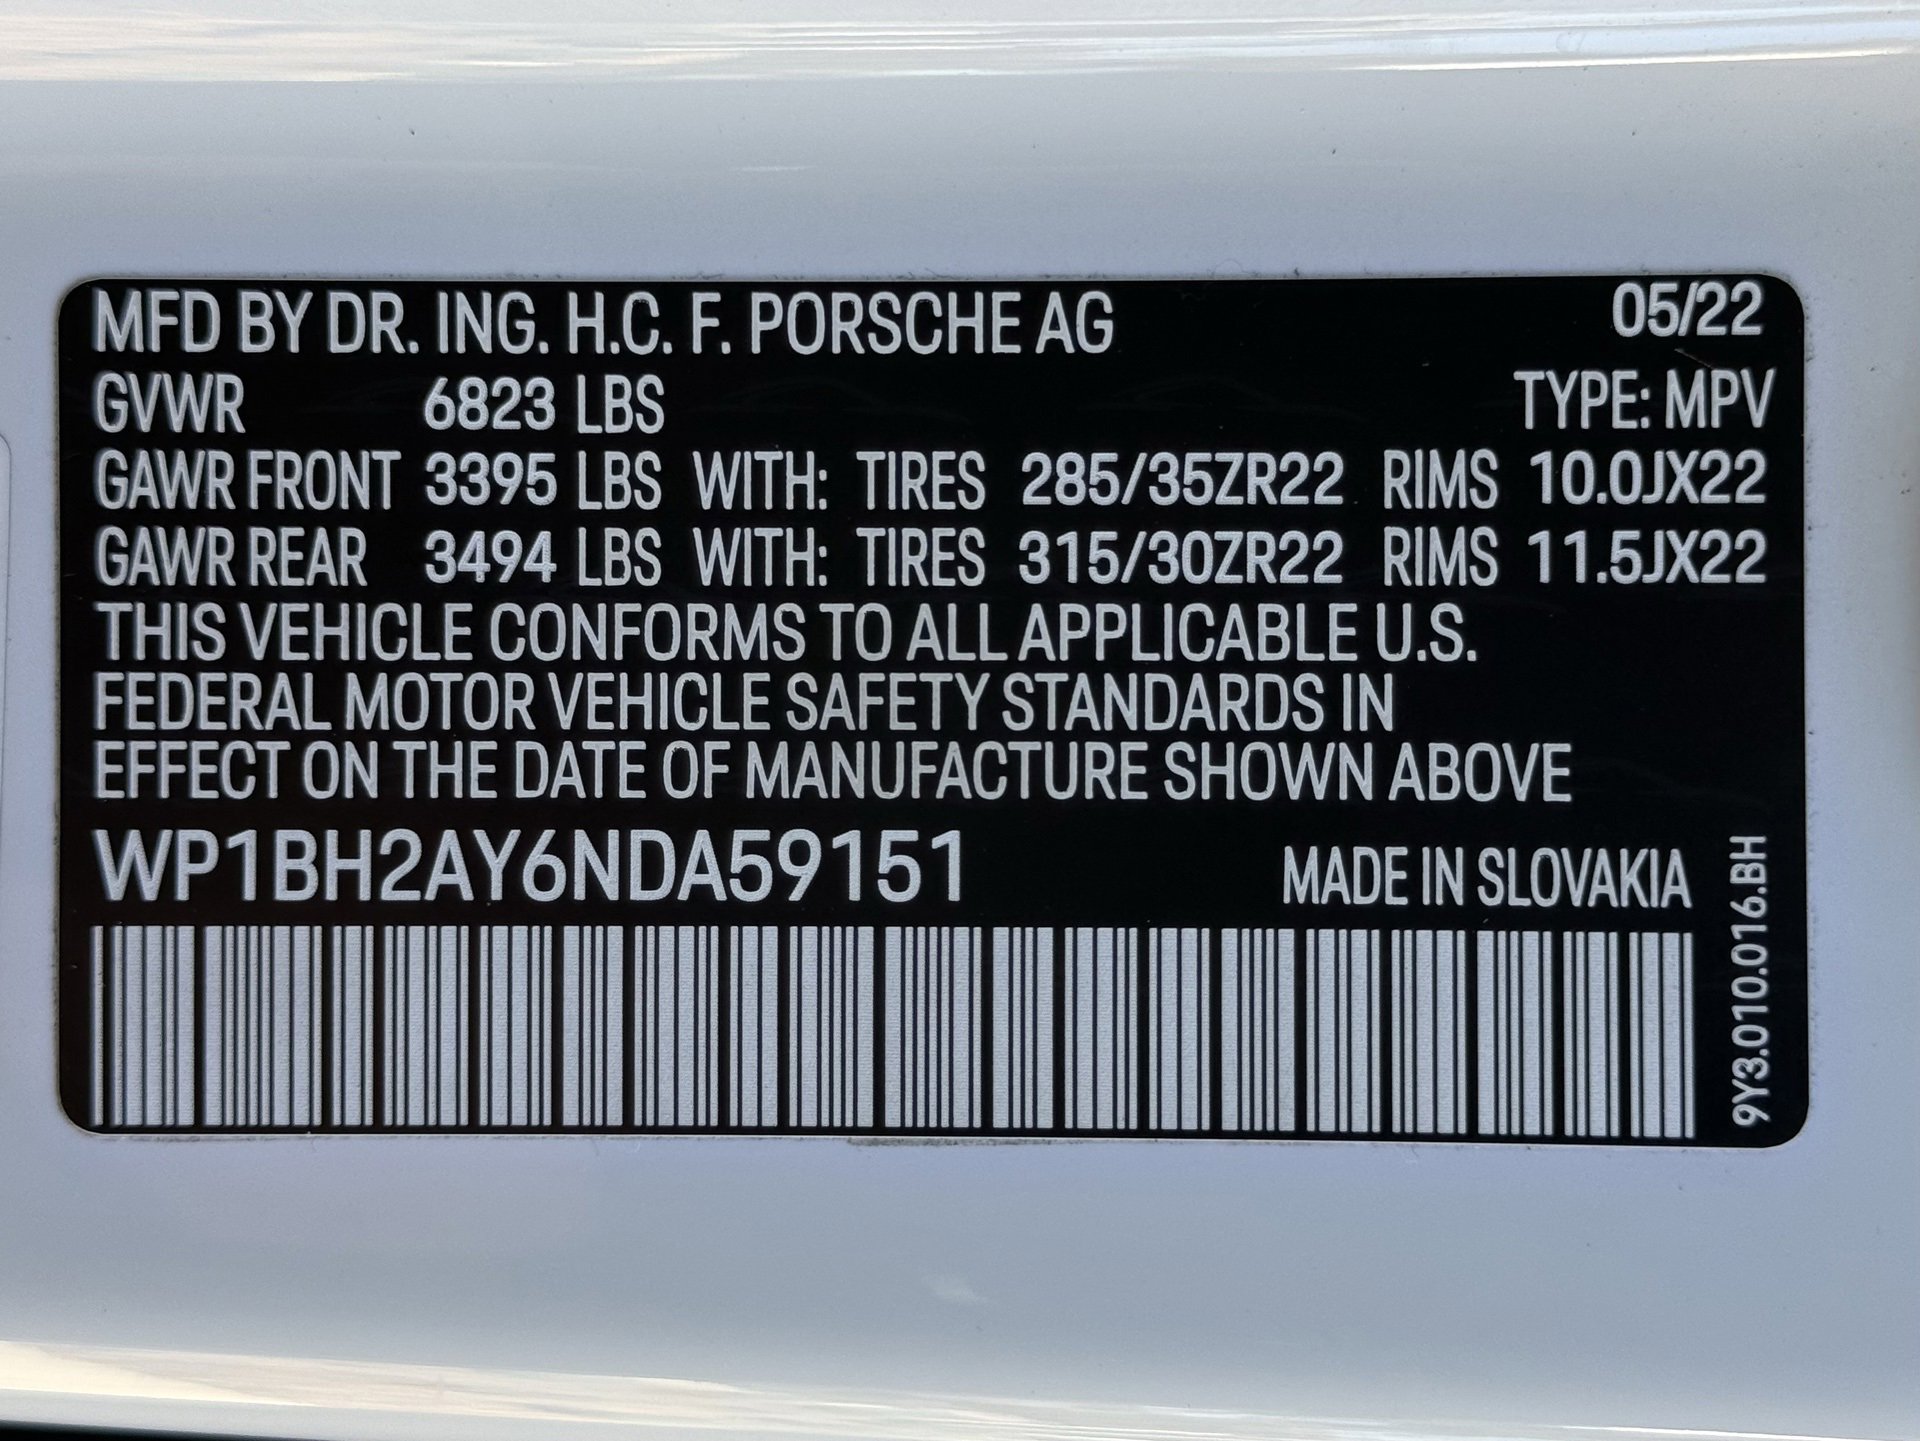 MFD BY DR. ING. H.C. F. PORSCHE AG 05/22
GVWR 6823 LBS TYPE: MPV
GAWR FRONT 3395 LBS WITH: TIRES 285/35ZR22 RIMS 10.0JX22
GAWR REAR 3494 LBS WITH: TIRES 315/30ZR22 RIMS 11.5JX22
THIS VEHICLE CONFORMS TO ALL APPLICABLE U.S.
FEDERAL MOTOR VEHICLE SAFETY STANDARDS IN
EFFECT ON THE DATE OF MANUFACTURE SHOWN ABOVE
WP1BH2AY6NDA59151 MADE IN SLOVAKIA
9Y3.010.016.BH